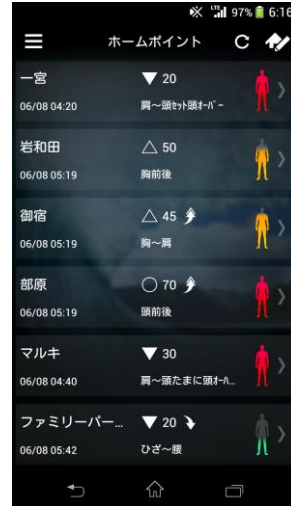 LTE 97% 6:16
ホームポイント
一宮 ▼ 20
06/08 04:20 肩~頭セット頭オーバー
岩和田 △ 50
06/08 05:19 胸前後
御宿 △ 45
06/08 05:19 胸~肩
部原 ○ 70
06/08 05:19 頭前後
マルキ ▼ 30
06/08 04:40 肩~頭たまに頭オーバ...
ファミリーパー... ▼ 20
06/08 05:42 ひざ~腰